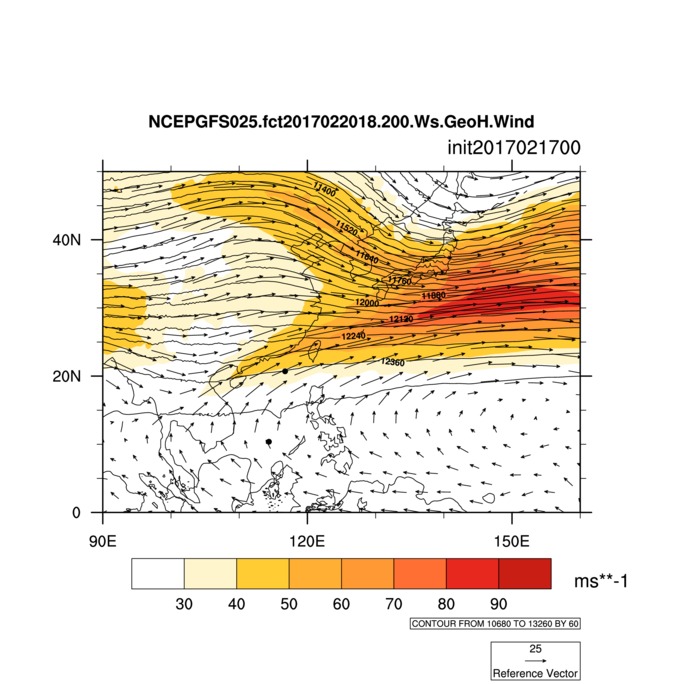 NCEPGFS025.fct2017022018.200.Ws.GeoH.Wind
init2017021700
11400
11520
11640
11760
11880
12000
12120
12240
12360
40N
20N
0
90E 120E 150E
30 40 50 60 70 80 90
ms**-1
CONTOUR FROM 10680 TO 13260 BY 60
25
Reference Vector